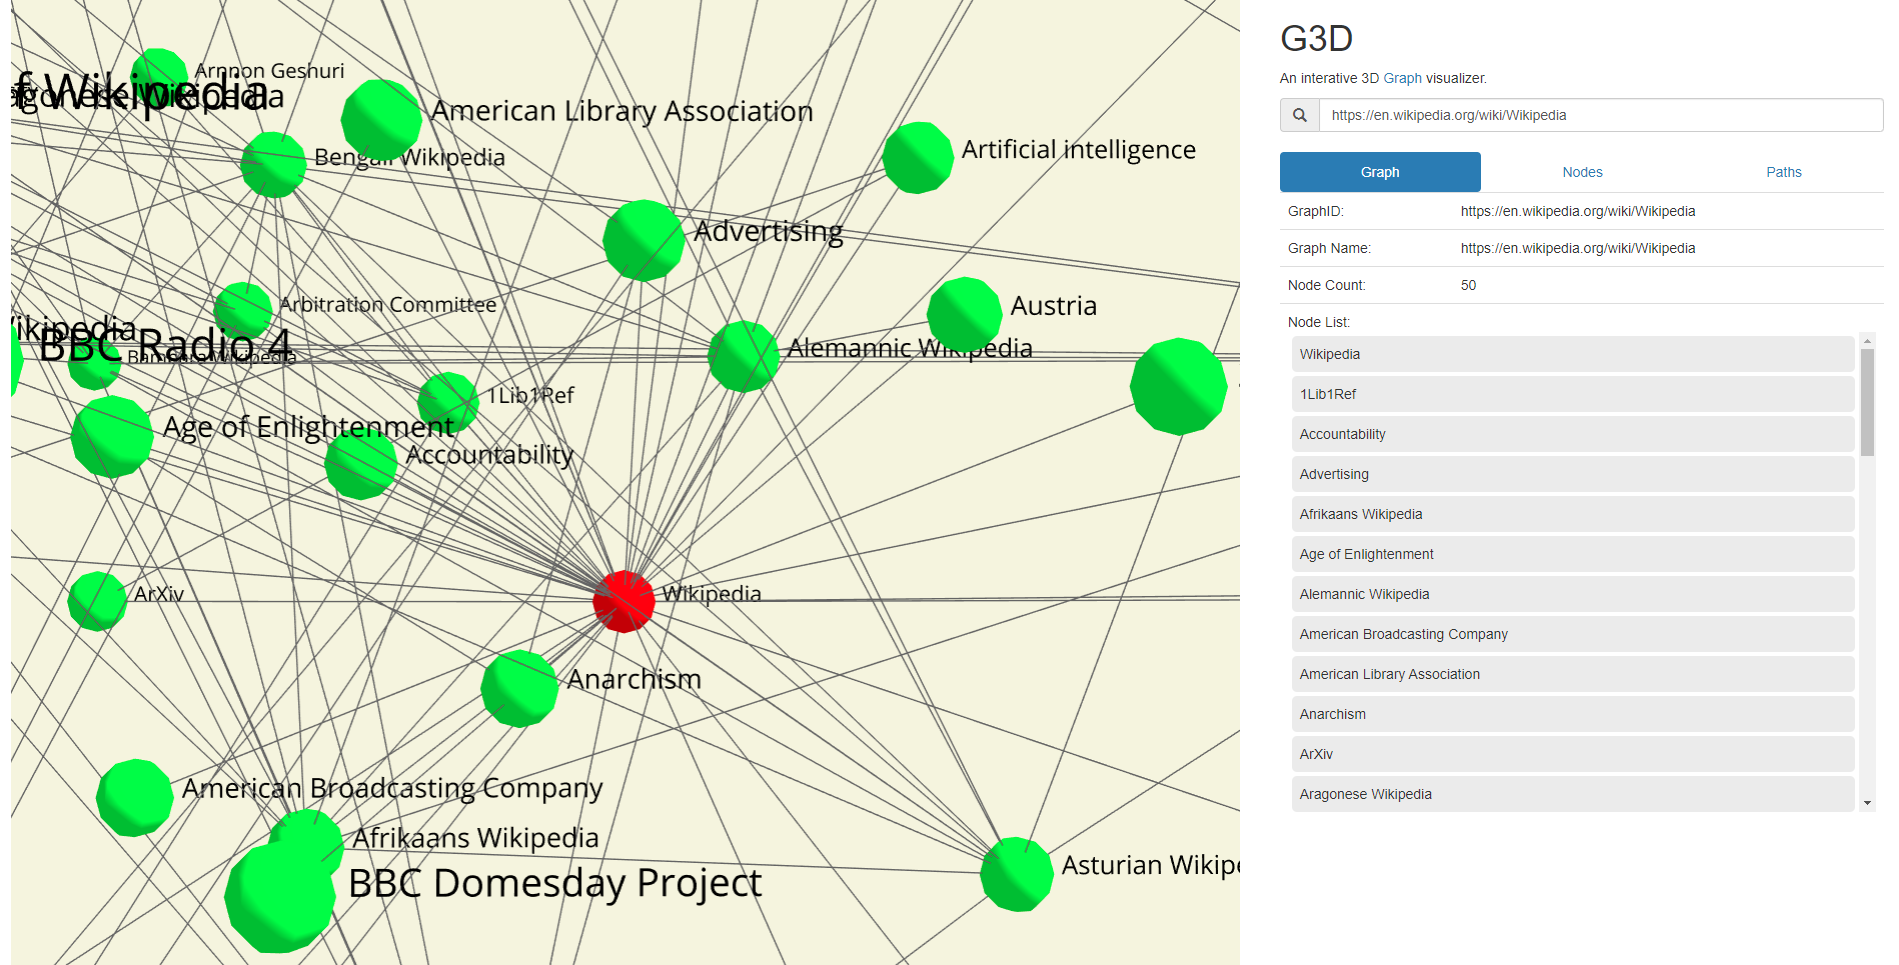 Arnnon Geshuri
f Wikipedia
Wikipedia
American Library Association
Bengali Wikipedia
Artificial intelligence
Advertising
Arbitration Committee
Austria
Wikipedia
BBC Radio 4
Bambara Wikipedia
Alemannic Wikipedia
1Lib1Ref
Age of Enlightenment
Accountability
ArXiv
Wikipedia
Anarchism
American Broadcasting Company
Afrikaans Wikipedia
BBC Domesday Project
Asturian Wikipe
G3D
An interative 3D Graph visualizer.
https://en.wikipedia.org/wiki/Wikipedia
Graph Nodes Paths
GraphID: https://en.wikipedia.org/wiki/Wikipedia
Graph Name: https://en.wikipedia.org/wiki/Wikipedia
Node Count: 50
Node List:
Wikipedia
1Lib1Ref
Accountability
Advertising
Afrikaans Wikipedia
Age of Enlightenment
Alemannic Wikipedia
American Broadcasting Company
American Library Association
Anarchism
ArXiv
Aragonese Wikipedia